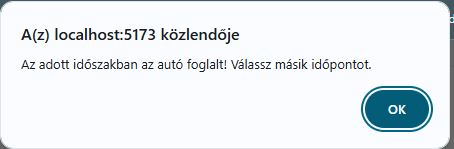 A(z) localhost:5173 közlendője
Az adott időszakban az autó foglalt! Válassz másik időpontot.
OK